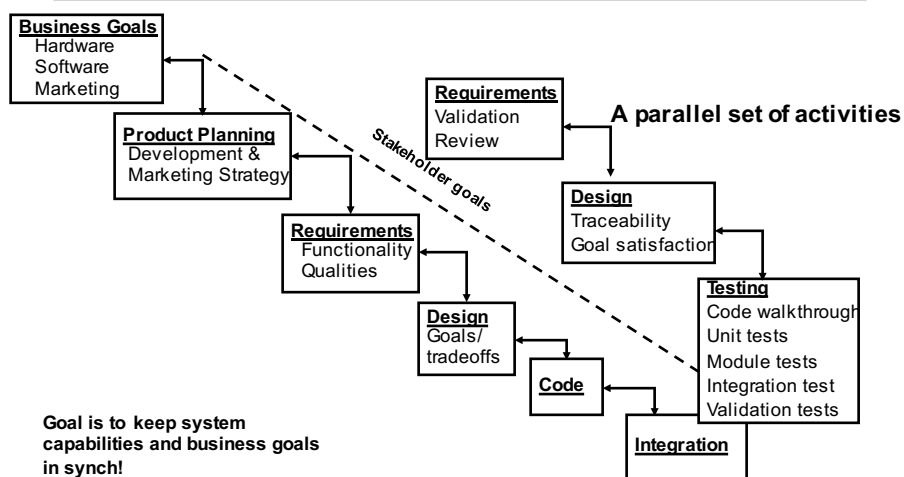 Business Goals
Hardware
Software
Marketing
Product Planning
Development &
Marketing Strategy
Requirements
Functionality
Qualities
Design
Goals/
tradeoffs
Code
Integration
Stakeholder goals
Requirements
Validation
Review
A parallel set of activities
Design
Traceability
Goal satisfaction
Testing
Code walkthrough
Unit tests
Module tests
Integration test
Validation tests
Goal is to keep system
capabilities and business goals
in synch!